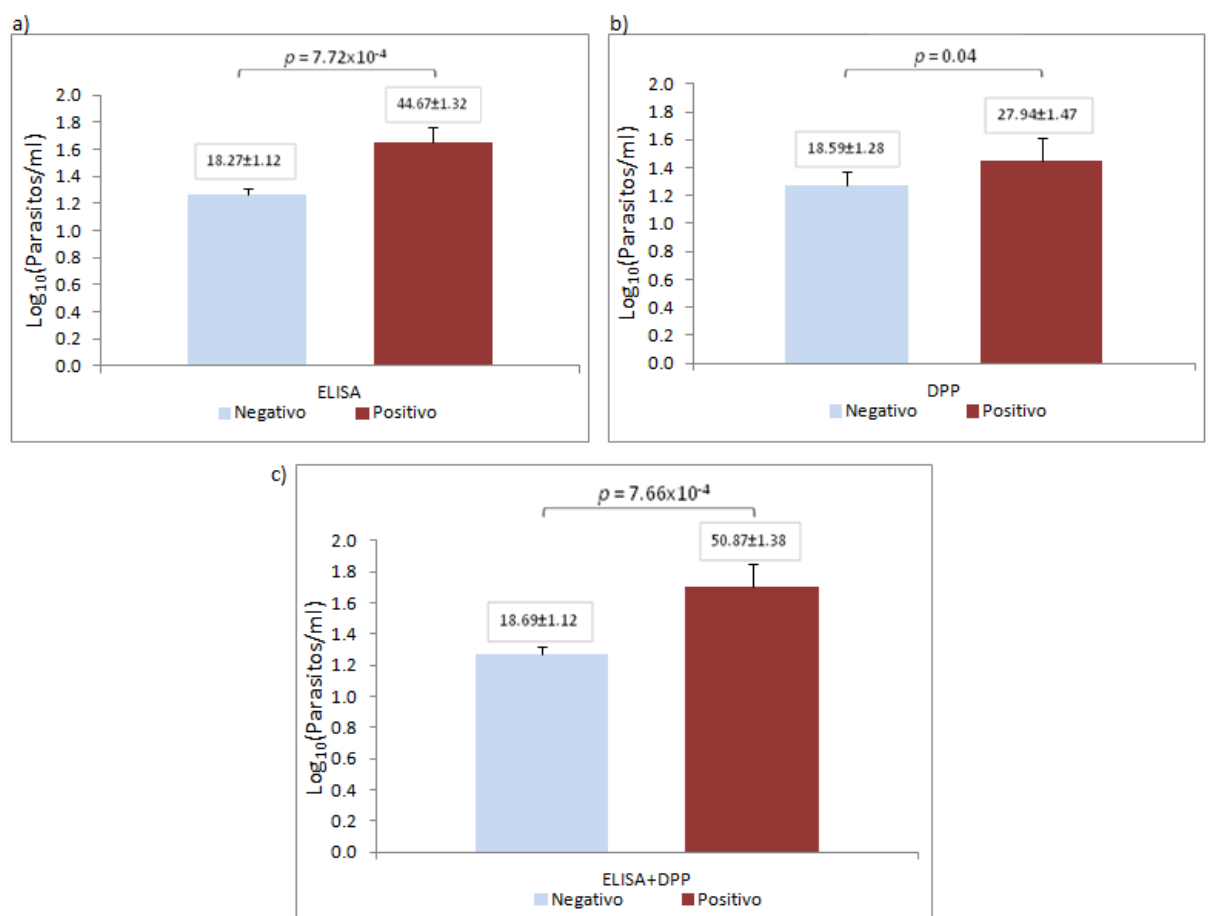 a)
p = 7.72x10⁻⁴
2.0
1.8
1.6
1.4
1.2
1.0
0.8
0.6
0.4
0.2
0.0
Log₁₀(Parasitos/ml)
18.27±1.12
44.67±1.32
ELISA
Negativo Positivo
b)
p = 0.04
2.0
1.8
1.6
1.4
1.2
1.0
0.8
0.6
0.4
0.2
0.0
Log₁₀(Parasitos/ml)
18.59±1.28
27.94±1.47
DPP
Negativo Positivo
c)
p = 7.66x10⁻⁴
2.0
1.8
1.6
1.4
1.2
1.0
0.8
0.6
0.4
0.2
0.0
Log₁₀(Parasitos/ml)
18.69±1.12
50.87±1.38
ELISA+DPP
Negativo Positivo